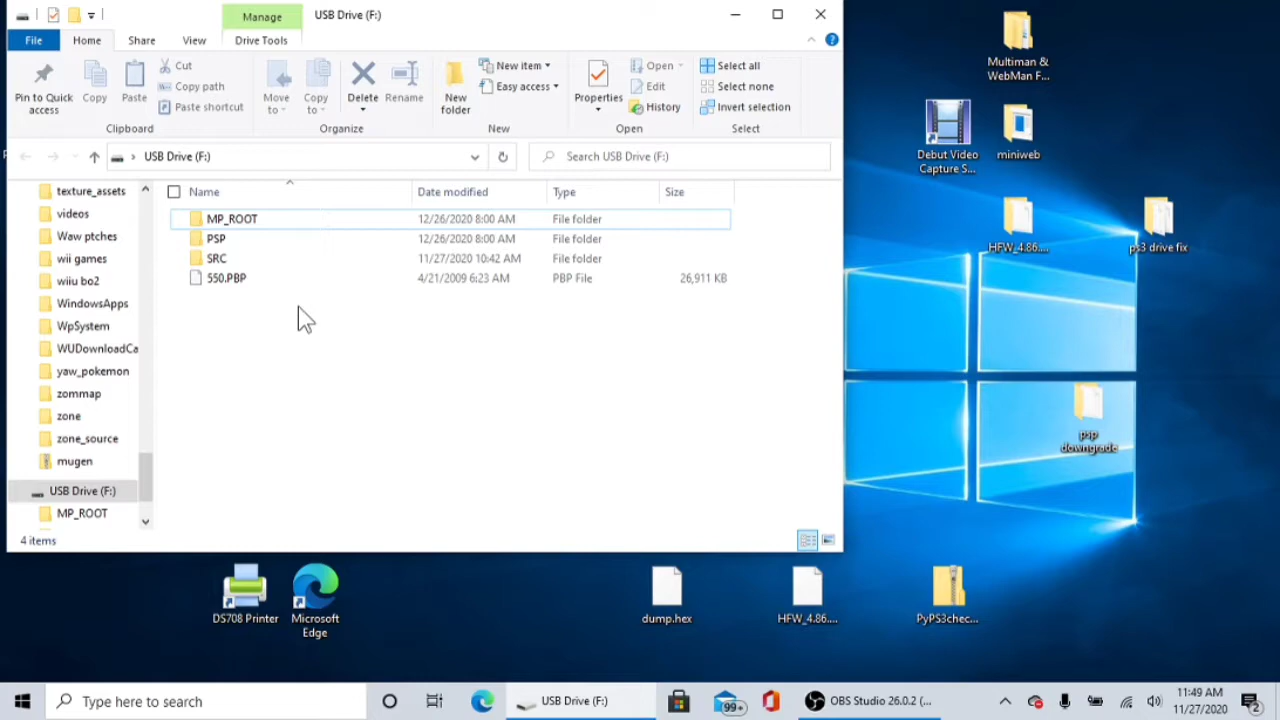 Manage
USB Drive (F:)
File
Home
Share
View
Drive Tools
Pin to Quick access
Copy
Paste
Cut
Copy path
Paste shortcut
Clipboard
Move to
Copy to
Delete
Rename
Organize
New folder
New item
Easy access
New
Properties
Open
Edit
History
Open
Select all
Select none
Invert selection
Select
USB Drive (F:)
Search USB Drive (F:)
Name
Date modified
Type
Size
MP_ROOT 12/26/2020 8:00 AM File folder
PSP 12/26/2020 8:00 AM File folder
SRC 11/27/2020 10:42 AM File folder
550.PBP 4/21/2009 6:23 AM PBP File 26,911 KB
texture_assets
videos
Waw ptches
wii games
wiiu bo2
WindowsApps
WpSystem
WUDownloadCa
yaw_pokemon
zommap
zone
zone_source
mugen
USB Drive (F:)
MP_ROOT
4 items
Multiman &
WebMan F...
Debut Video
Capture S...
miniweb
HFW_4.86....
ps3 drive fix
psp
downgrade
DS708 Printer
Microsoft
Edge
dump.hex
HFW_4.86....
PyPS3chec...
Type here to search
USB Drive (F:)
99+
OBS Studio 26.0.2 (...
11:49 AM
11/27/2020
2